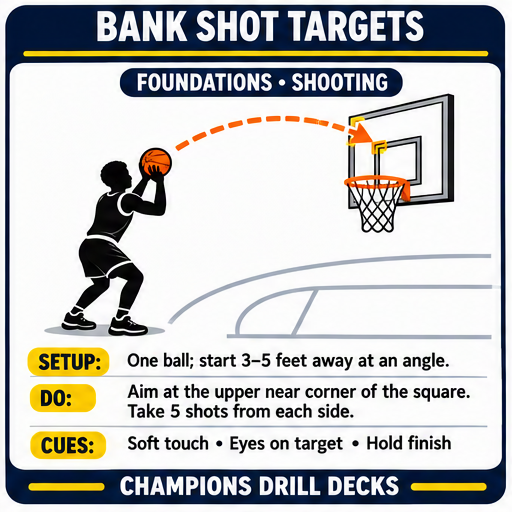 BANK SHOT TARGETS
FOUNDATIONS • SHOOTING
SETUP: One ball; start 3–5 feet away at an angle.
DO: Aim at the upper near corner of the square.
Take 5 shots from each side.
CUES: Soft touch • Eyes on target • Hold finish
CHAMPIONS DRILL DECKS